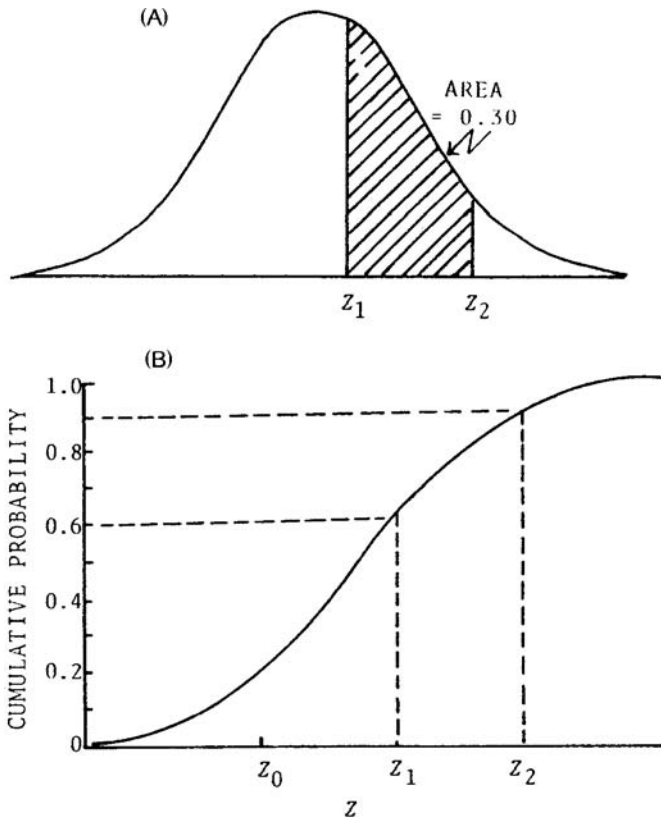 (A)
AREA
= 0.30
z1 z2
(B)
CUMULATIVE PROBABILITY
1.0
0.8
0.6
0.4
0.2
0
z0 z1 z2
z